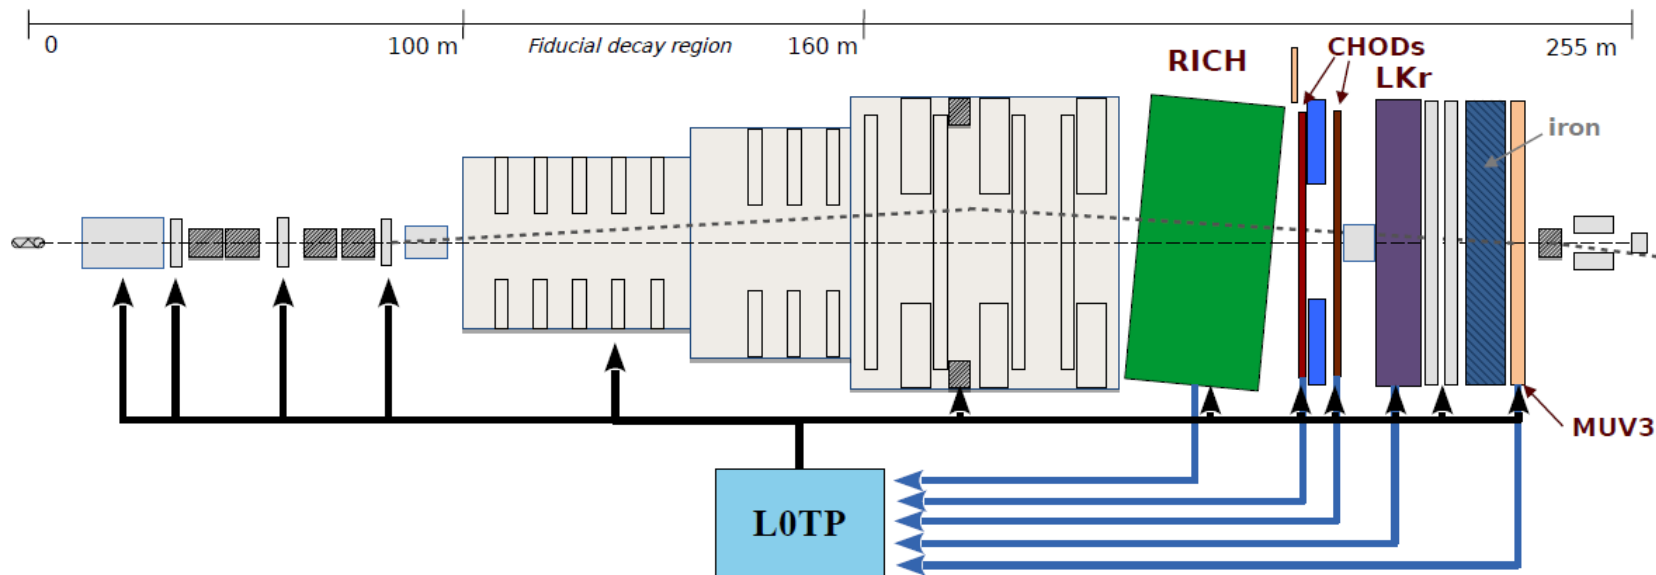 0
100 m
Fiducial decay region
160 m
255 m
RICH
CHODs
LKr
iron
MUV3
L0TP